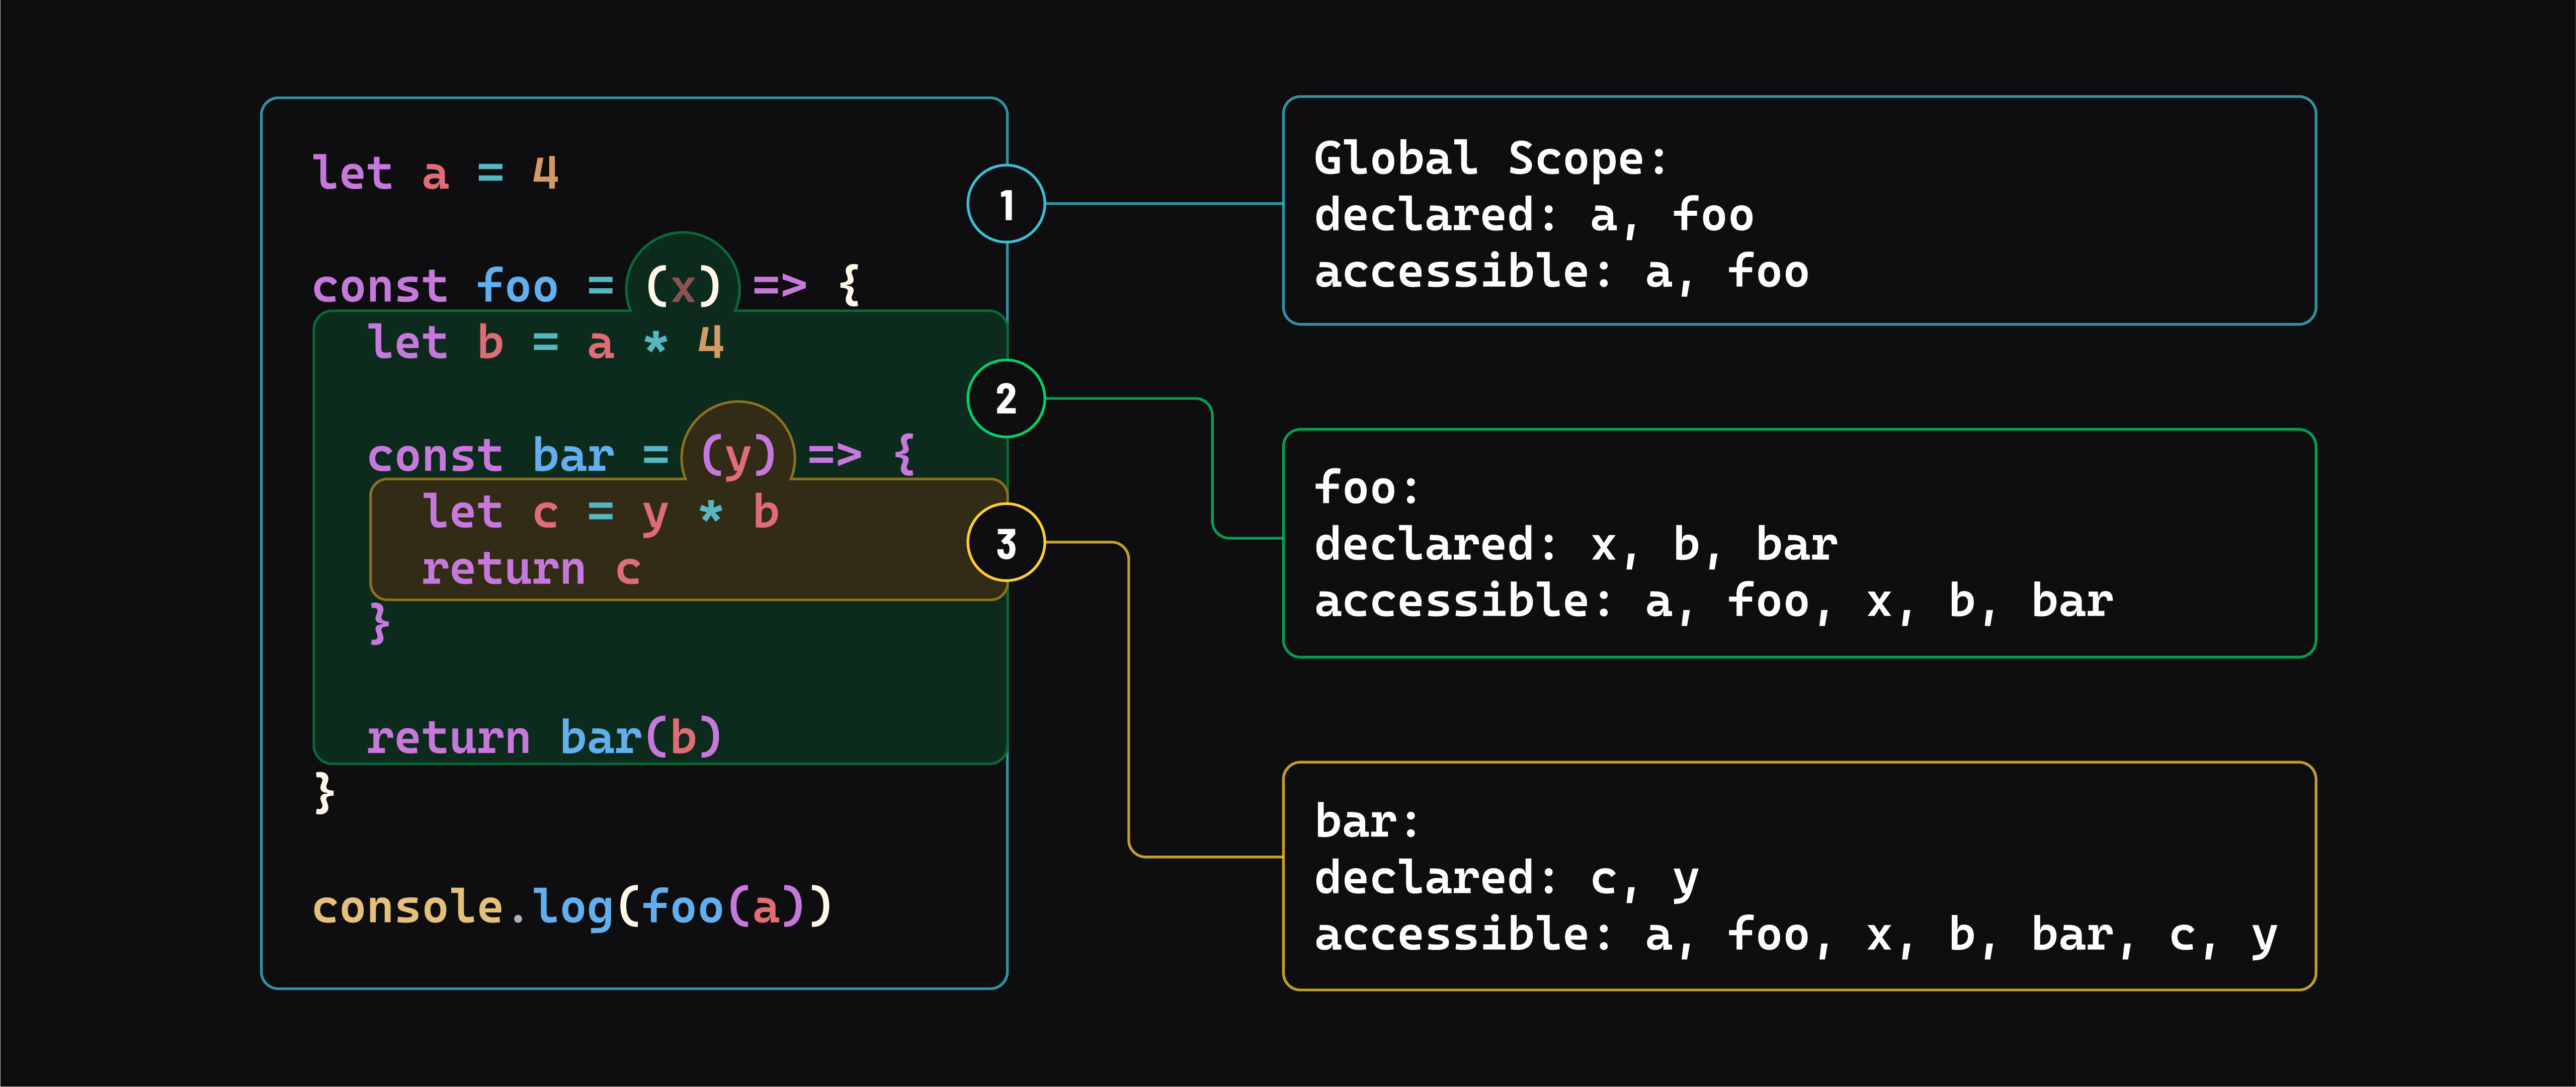 let a = 4
const foo = (x) => {
let b = a * 4
const bar = (y) => {
let c = y * b
return c
}
return bar(b)
}
console.log(foo(a))
1
2
3
Global Scope:
declared: a, foo
accessible: a, foo
foo:
declared: x, b, bar
accessible: a, foo, x, b, bar
bar:
declared: c, y
accessible: a, foo, x, b, bar, c, y